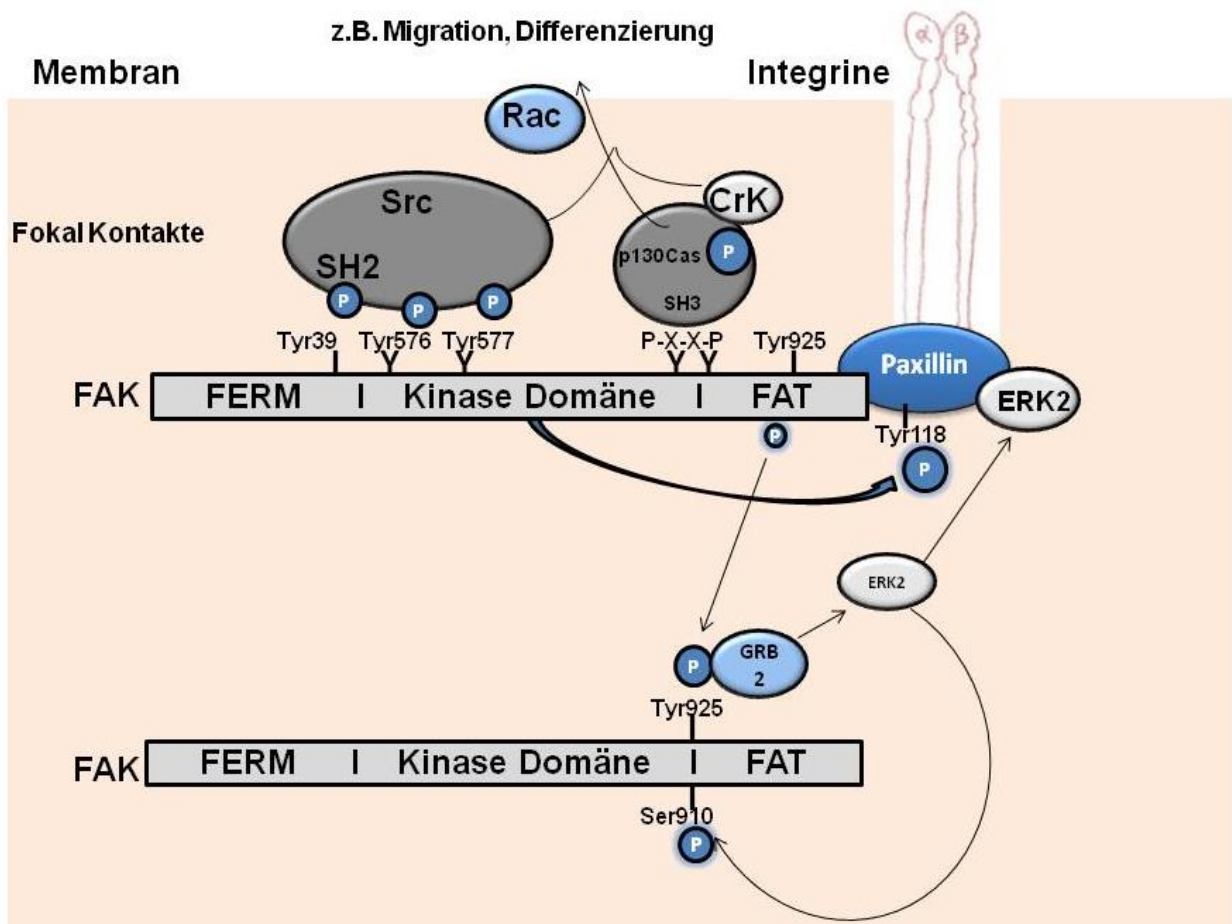 z.B. Migration, Differenzierung
Membran
Integrine
α β
Rac
Src
CrK
Fokal Kontakte
p130Cas P
SH2
SH3
P P P
Tyr39 Tyr576 Tyr577 P-X-X-P Tyr925
Paxillin
FAK FERM I Kinase Domäne I FAT
ERK2
P
Tyr118
P
ERK2
P GRB
2
Tyr925
FAK FERM I Kinase Domäne I FAT
Ser910
P